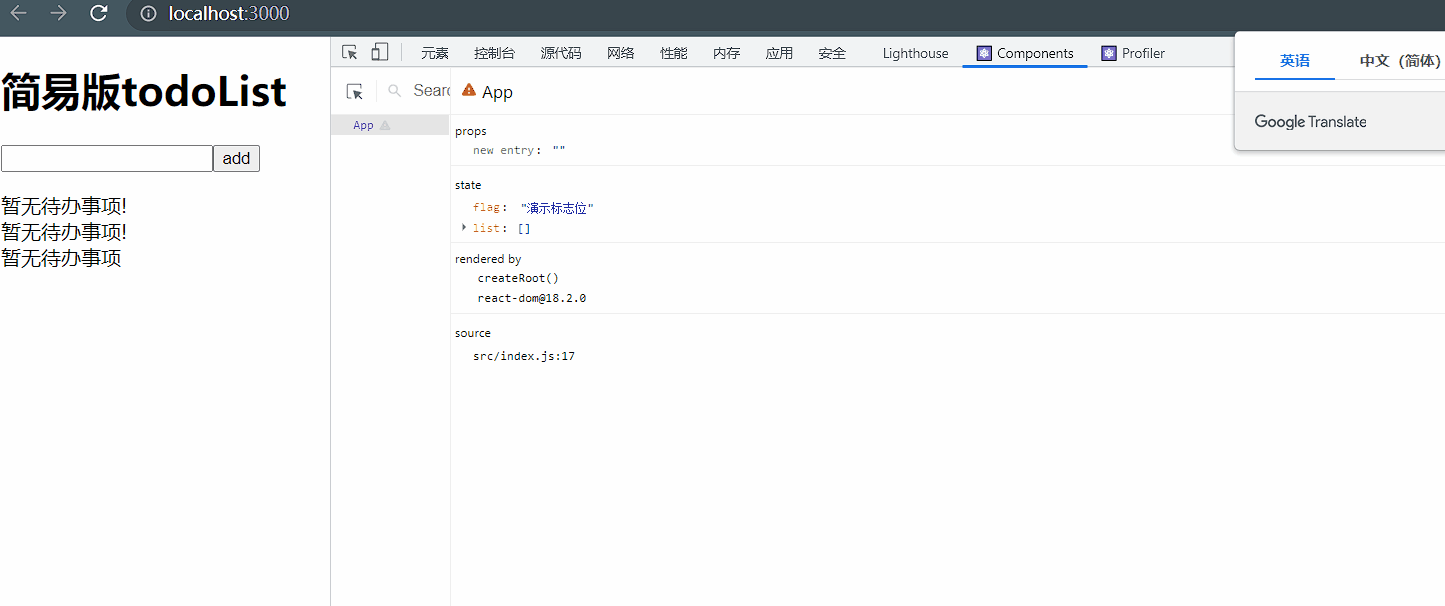 localhost:3000
元素 控制台 源代码 网络 性能 内存 应用 安全 Lighthouse Components Profiler
英语 中文（简体）
Google Translate
简易版todoList
add
暂无待办事项!
暂无待办事项!
暂无待办事项
Searc
App
App
props
new entry: ""
state
flag: "演示标志位"
list: []
rendered by
createRoot()
react-dom@18.2.0
source
src/index.js:17